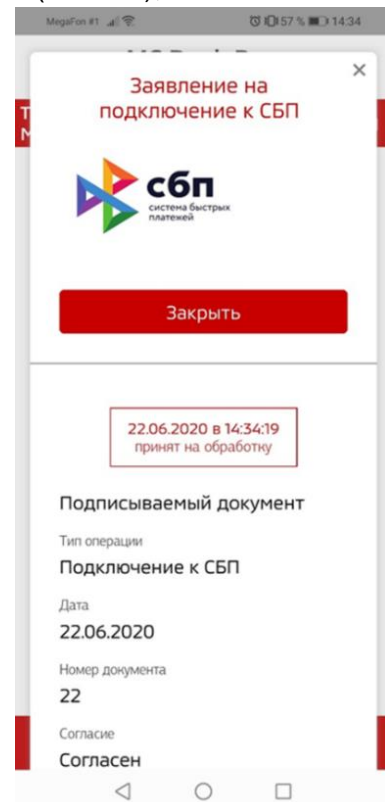 MegaFon #1 57 % 14:34
Заявление на
подключение к СБП
сбп
система быстрых
платежей
Закрыть
22.06.2020 в 14:34:19
принят на обработку
Подписываемый документ
Тип операции
Подключение к СБП
Дата
22.06.2020
Номер документа
22
Согласие
Согласен